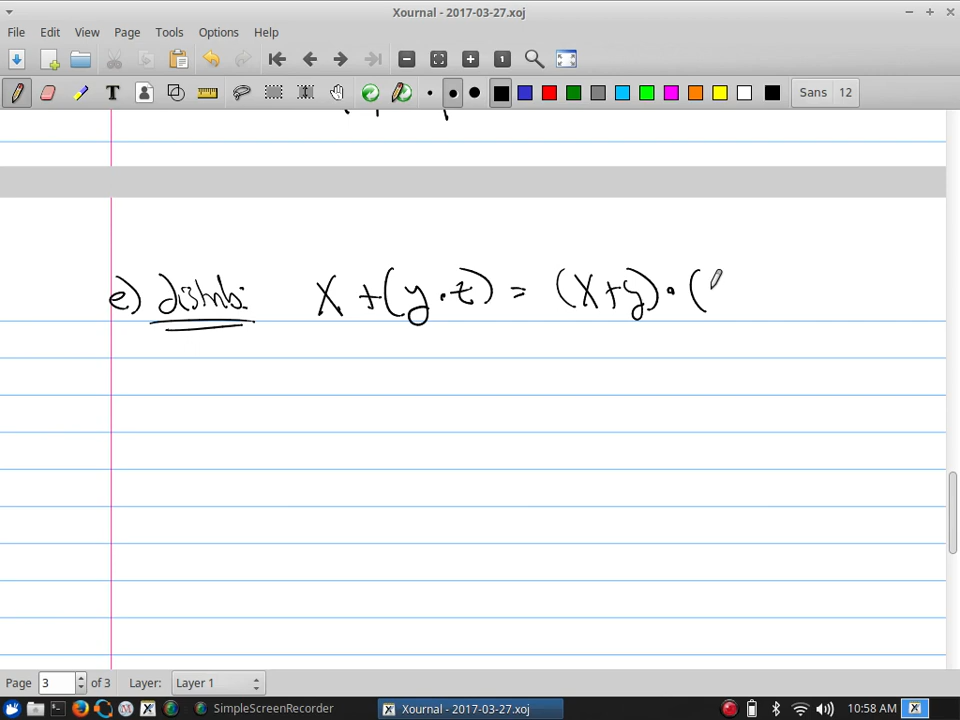 Xournal - 2017-03-27.xoj
File Edit View Page Tools Options Help
T 1 Sans 12
e) distrib. X + (y · z) = (X + y) · (
Page 3 of 3 Layer: Layer 1
SimpleScreenRecorder Xournal - 2017-03-27.xoj 10:58 AM